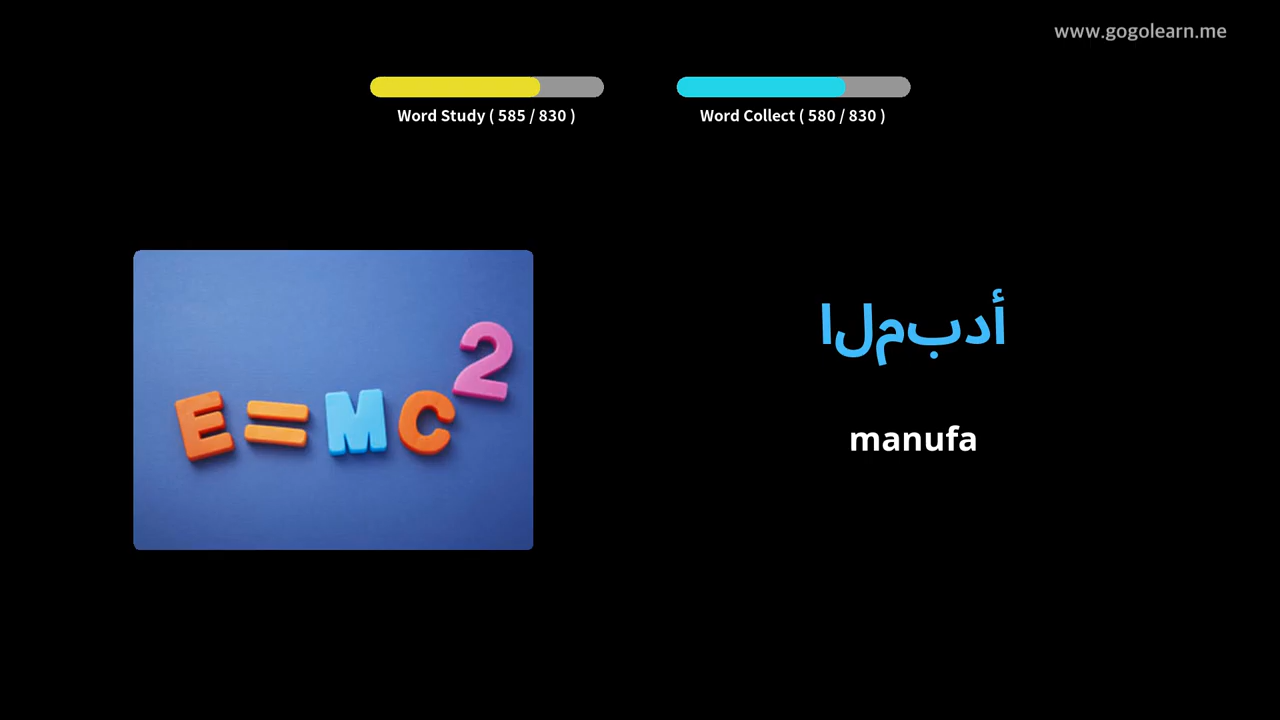 www.gogolearn.me
Word Study ( 585 / 830 )
Word Collect ( 580 / 830 )
E=MC2
المبدأ
manufa